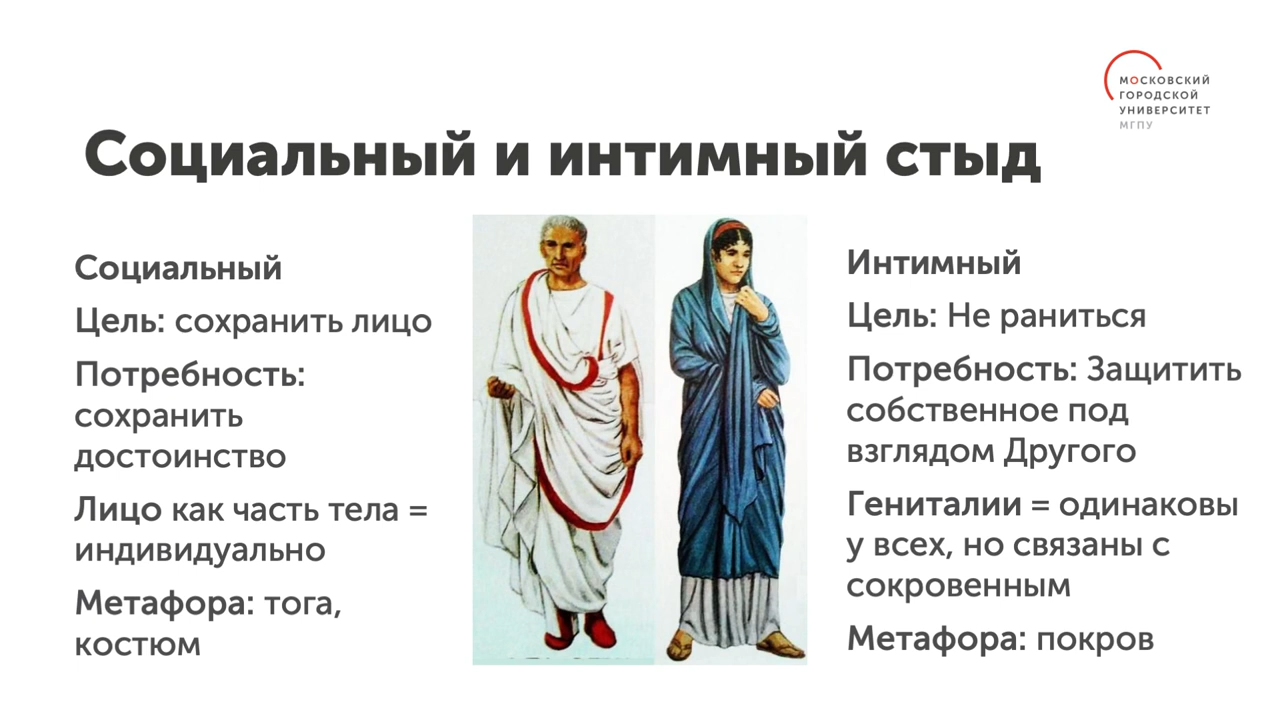 МОСКОВСКИЙ
ГОРОДСКОЙ
УНИВЕРСИТЕТ
МГПУ
Социальный и интимный стыд
Социальный
Цель: сохранить лицо
Потребность:
сохранить
достоинство
Лицо как часть тела =
индивидуально
Метафора: тога,
костюм
Интимный
Цель: Не раниться
Потребность: Защитить
собственное под
взглядом Другого
Гениталии = одинаковы
у всех, но связаны с
сокровенным
Метафора: покров